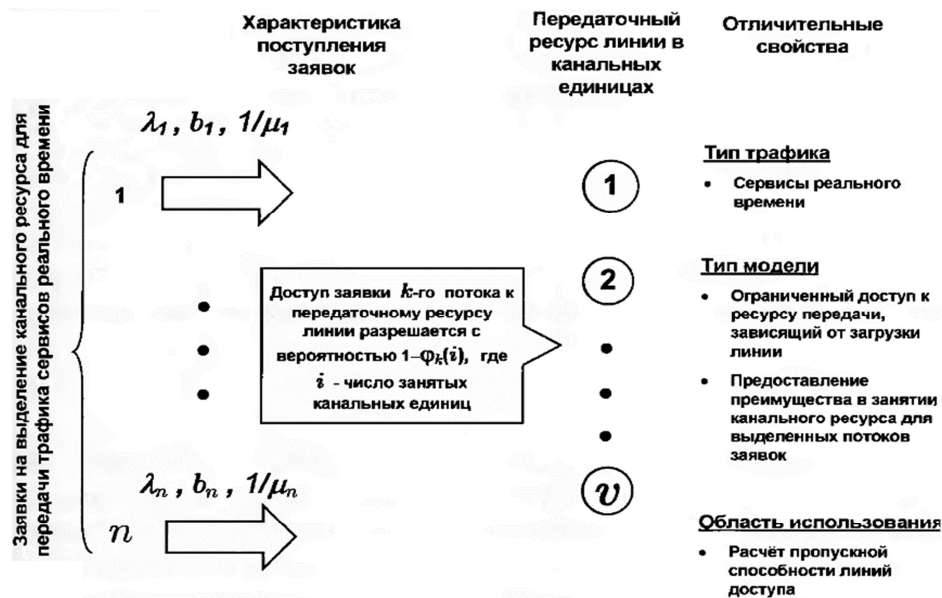 Характеристика
поступления
заявок
Передаточный
ресурс линии в
канальных
единицах
Отличительные
свойства
Заявки на выделение канального ресурса для
передачи трафика сервисов реального времени
λ1 , b1 , 1/μ1
1
1
2
Доступ заявки k-го потока к
передаточному ресурсу
линии разрешается с
вероятностью 1–φk(i), где
i - число занятых
канальных единиц
λn , bn , 1/μn
n
v
Тип трафика
• Сервисы реального
времени
Тип модели
• Ограниченный доступ к
ресурсу передачи,
зависящий от загрузки
линии
• Предоставление
преимущества в занятии
канального ресурса для
выделенных потоков
заявок
Область использования
• Расчёт пропускной
способности линий
доступа